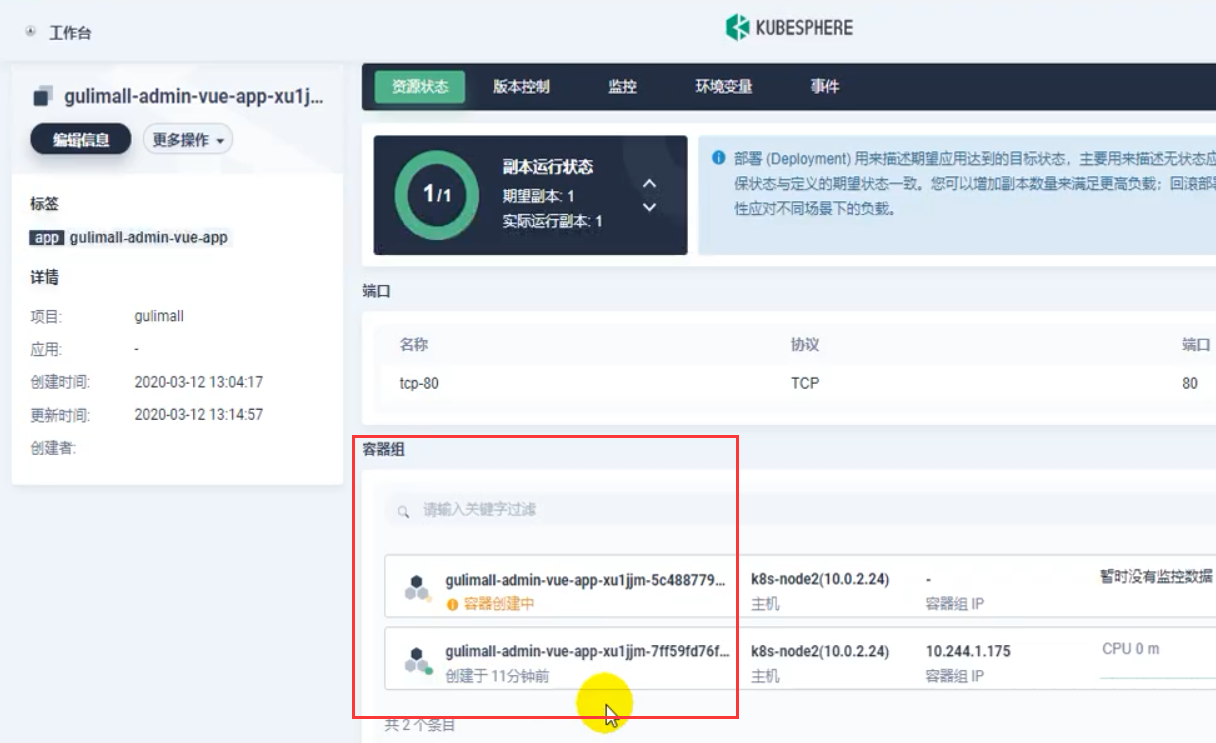 工作台
KUBESPHERE
gulimall-admin-vue-app-xu1j...
编辑信息
更多操作
标签
app gulimall-admin-vue-app
详情
项目: gulimall
应用: -
创建时间: 2020-03-12 13:04:17
更新时间: 2020-03-12 13:14:57
创建者:
资源状态 版本控制 监控 环境变量 事件
1/1
副本运行状态
期望副本: 1
实际运行副本: 1
部署 (Deployment) 用来描述期望应用达到的目标状态，主要用来描述无状态应
保状态与定义的期望状态一致。您可以增加副本数量来满足更高负载；回滚部署
性应对不同场景下的负载。
端口
名称 协议 端口
tcp-80 TCP 80
容器组
请输入关键字过滤
gulimall-admin-vue-app-xu1jjm-5c488779... k8s-node2(10.0.2.24) - 暂时没有监控数据
容器创建中 主机 容器组 IP
gulimall-admin-vue-app-xu1jjm-7ff59fd76f... k8s-node2(10.0.2.24) 10.244.1.175 CPU 0 m
创建于 11分钟前 主机 容器组 IP
共 2 个条目